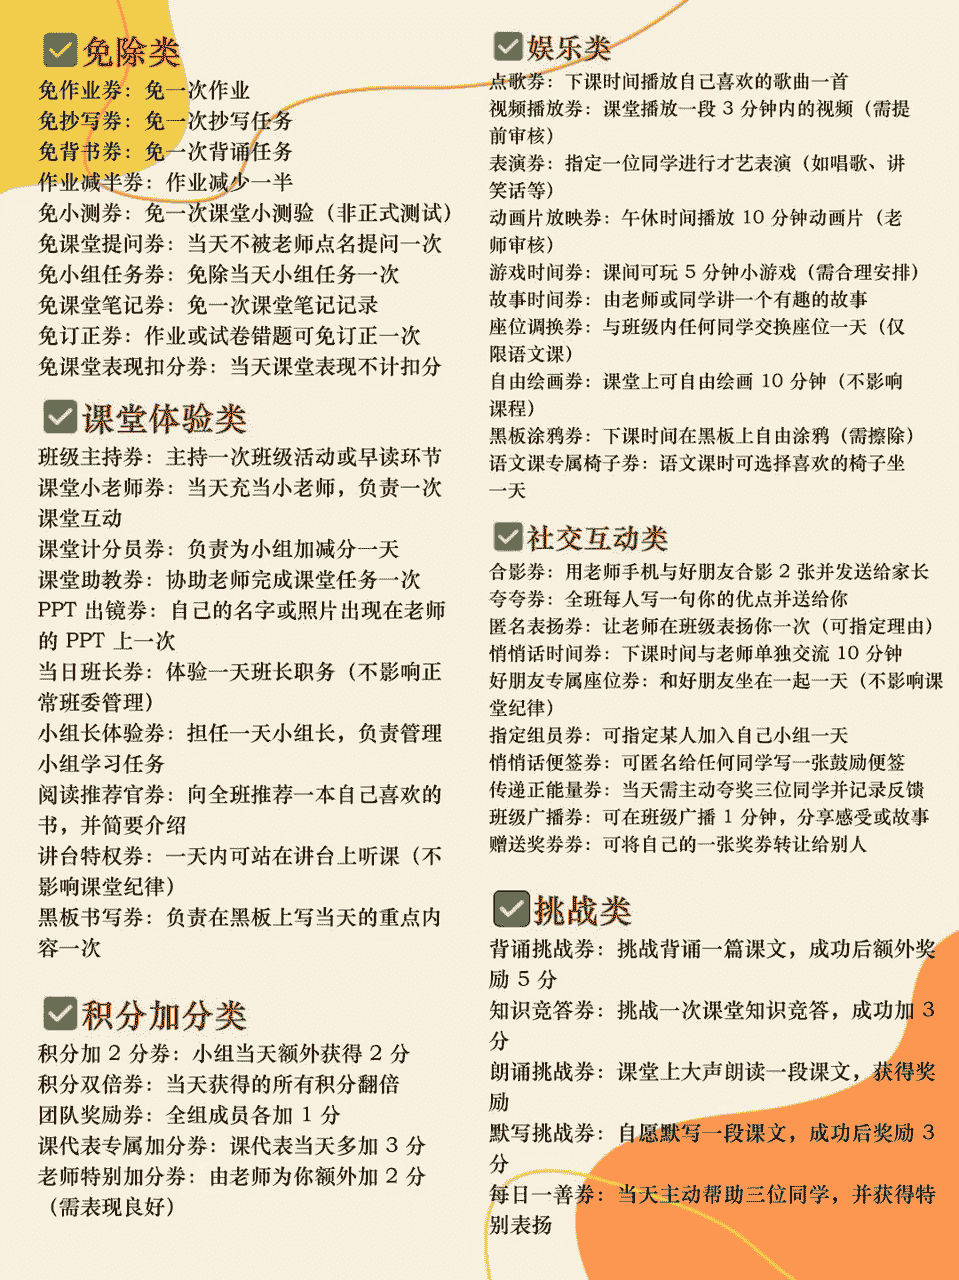 免除类
免作业券：免一次作业
免抄写券：免一次抄写任务
免背书券：免一次背诵任务
作业减半券：作业减少一半
免小测券：免一次课堂小测验（非正式测试）
免课堂提问券：当天不被老师点名提问一次
免小组任务券：免除当天小组任务一次
免课堂笔记券：免一次课堂笔记记录
免订正券：作业或试卷错题可免订正一次
免课堂表现扣分券：当天课堂表现不计扣分
课堂体验类
班级主持券：主持一次班级活动或早读环节
课堂小老师券：当天充当小老师，负责一次
课堂互动
课堂计分员券：负责为小组加减分一天
课堂助教券：协助老师完成课堂任务一次
PPT 出镜券：自己的名字或照片出现在老师
的 PPT 上一次
当日班长券：体验一天班长职务（不影响正
常班委管理）
小组长体验券：担任一天小组长，负责管理
小组学习任务
阅读推荐官券：向全班推荐一本自己喜欢的
书，并简要介绍
讲台特权券：一天内可站在讲台上听课（不
影响课堂纪律）
黑板书写券：负责在黑板上写当天的重点内
容一次
积分加分类
积分加 2 分券：小组当天额外获得 2 分
积分双倍券：当天获得的所有积分翻倍
团队奖励券：全组成员各加 1 分
课代表专属加分券：课代表当天多加 3 分
老师特别加分券：由老师为你额外加 2 分
（需表现良好）
娱乐类
点歌券：下课时间播放自己喜欢的歌曲一首
视频播放券：课堂播放一段 3 分钟内的视频（需提
前审核）
表演券：指定一位同学进行才艺表演（如唱歌、讲
笑话等）
动画片放映券：午休时间播放 10 分钟动画片（老
师审核）
游戏时间券：课间可玩 5 分钟小游戏（需合理安排）
故事时间券：由老师或同学讲一个有趣的故事
座位调换券：与班级内任何同学交换座位一天（仅
限语文课）
自由绘画券：课堂上可自由绘画 10 分钟（不影响
课程）
黑板涂鸦券：下课时间在黑板上自由涂鸦（需擦除）
语文课专属椅子券：语文课时可选择喜欢的椅子坐
一天
社交互动类
合影券：用老师手机与好朋友合影 2 张并发送给家长
夸夸券：全班每人写一句你的优点并送给你
匿名表扬券：让老师在班级表扬你一次（可指定理由）
悄悄话时间券：下课时间与老师单独交流 10 分钟
好朋友专属座位券：和好朋友坐在一起一天（不影响课
堂纪律）
指定组员券：可指定某人加入自己小组一天
悄悄话便签券：可匿名给任何同学写一张鼓励便签
传递正能量券：当天需主动夸奖三位同学并记录反馈
班级广播券：可在班级广播 1 分钟，分享感受或故事
赠送奖券券：可将自己的一张奖券转让给别人
挑战类
背诵挑战券：挑战背诵一篇课文，成功后额外奖
励 5 分
知识竞答券：挑战一次课堂知识竞答，成功加 3
分
朗诵挑战券：课堂上大声朗读一段课文，获得奖
励
默写挑战券：自愿默写一段课文，成功后奖励 3
分
每日一善券：当天主动帮助三位同学，并获得特
别表扬